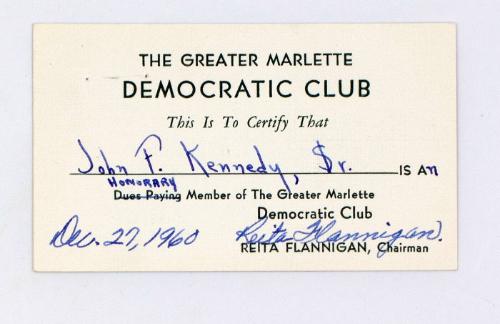 THE GREATER MARLETTE
DEMOCRATIC CLUB
This Is To Certify That
John F. Kennedy, Sr. IS An
HONORARY
Dues Paying Member of The Greater Marlette
Democratic Club
Dec. 27, 1960 Reita Flannigan.
REITA FLANNIGAN, Chairman